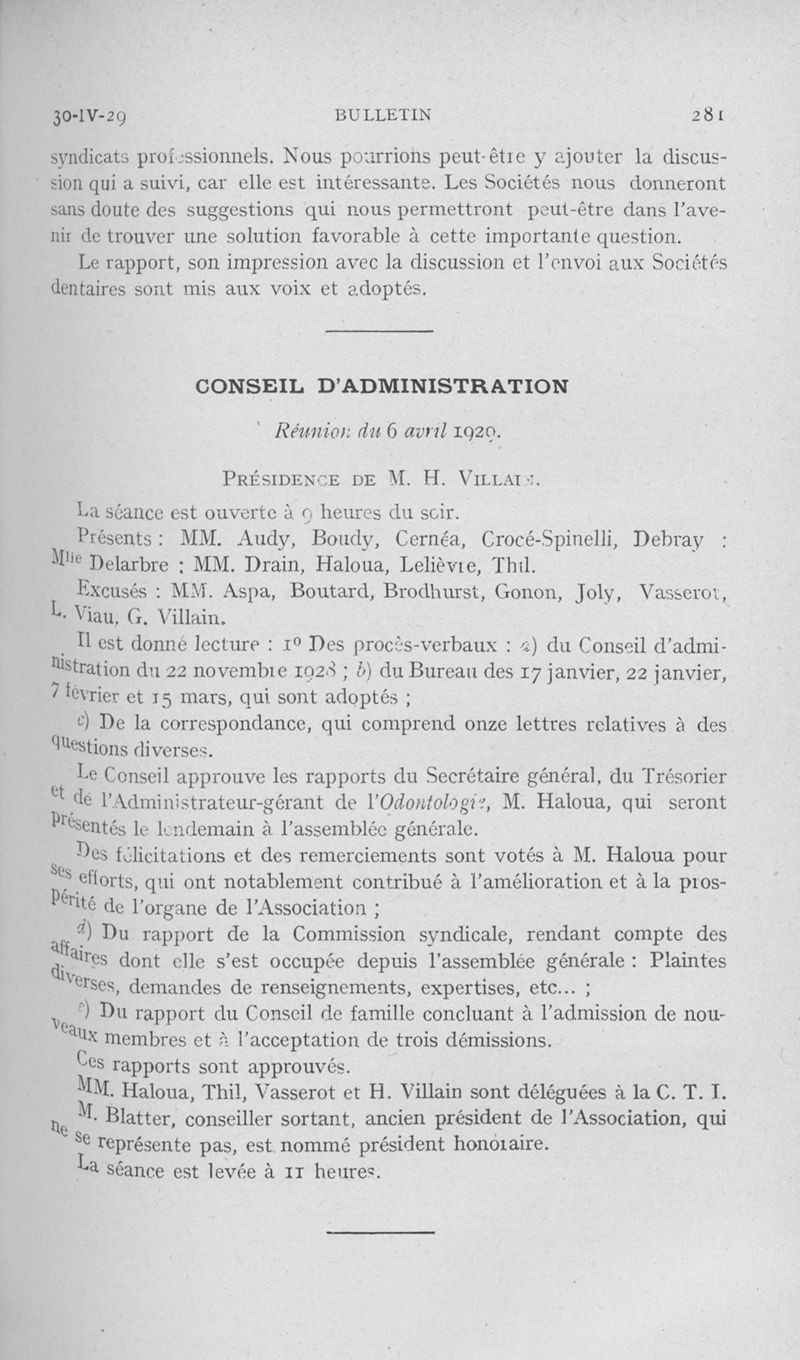 30-IV-29 BULLETIN 281
syndicats professionnels. Nous pourrions peut-être y ajouter la discus-
sion qui a suivi, car elle est intéressante. Les Sociétés nous donneront
sans doute des suggestions qui nous permettront peut-être dans l'ave-
nir de trouver une solution favorable à cette importante question.
Le rapport, son impression avec la discussion et l'envoi aux Sociétés
dentaires sont mis aux voix et adoptés.
CONSEIL D'ADMINISTRATION
Réunion du 6 avril 1929.
PRÉSIDENCE DE M. H. VILLAIN.
La séance est ouverte à 9 heures du soir.
Présents : MM. Audy, Boudy, Cernéa, Crocé-Spinelli, Debray :
Mlle Delarbre ; MM. Drain, Haloua, Lelièvre, Thil.
Excusés : MM. Aspa, Boutard, Brodhurst, Gonon, Joly, Vasserot,
L. Viau, G. Villain.
Il est donné lecture : 1º Des procès-verbaux : a) du Conseil d'admi-
nistration du 22 novembre 1928 ; b) du Bureau des 17 janvier, 22 janvier,
7 février et 15 mars, qui sont adoptés ;
c) De la correspondance, qui comprend onze lettres relatives à des
questions diverses.
Le Conseil approuve les rapports du Secrétaire général, du Trésorier
et de l'Administrateur-gérant de l'Odontologie, M. Haloua, qui seront
présentés le lendemain à l'assemblée générale.
Des félicitations et des remerciements sont votés à M. Haloua pour
ses efforts, qui ont notablement contribué à l'amélioration et à la pros-
périté de l'organe de l'Association ;
d) Du rapport de la Commission syndicale, rendant compte des
affaires dont elle s'est occupée depuis l'assemblée générale : Plaintes
diverses, demandes de renseignements, expertises, etc... ;
e) Du rapport du Conseil de famille concluant à l'admission de nou-
veaux membres et à l'acceptation de trois démissions.
Ces rapports sont approuvés.
MM. Haloua, Thil, Vasserot et H. Villain sont déléguées à la C. T. I.
M. Blatter, conseiller sortant, ancien président de l'Association, qui
ne se représente pas, est nommé président honoraire.
La séance est levée à 11 heures.